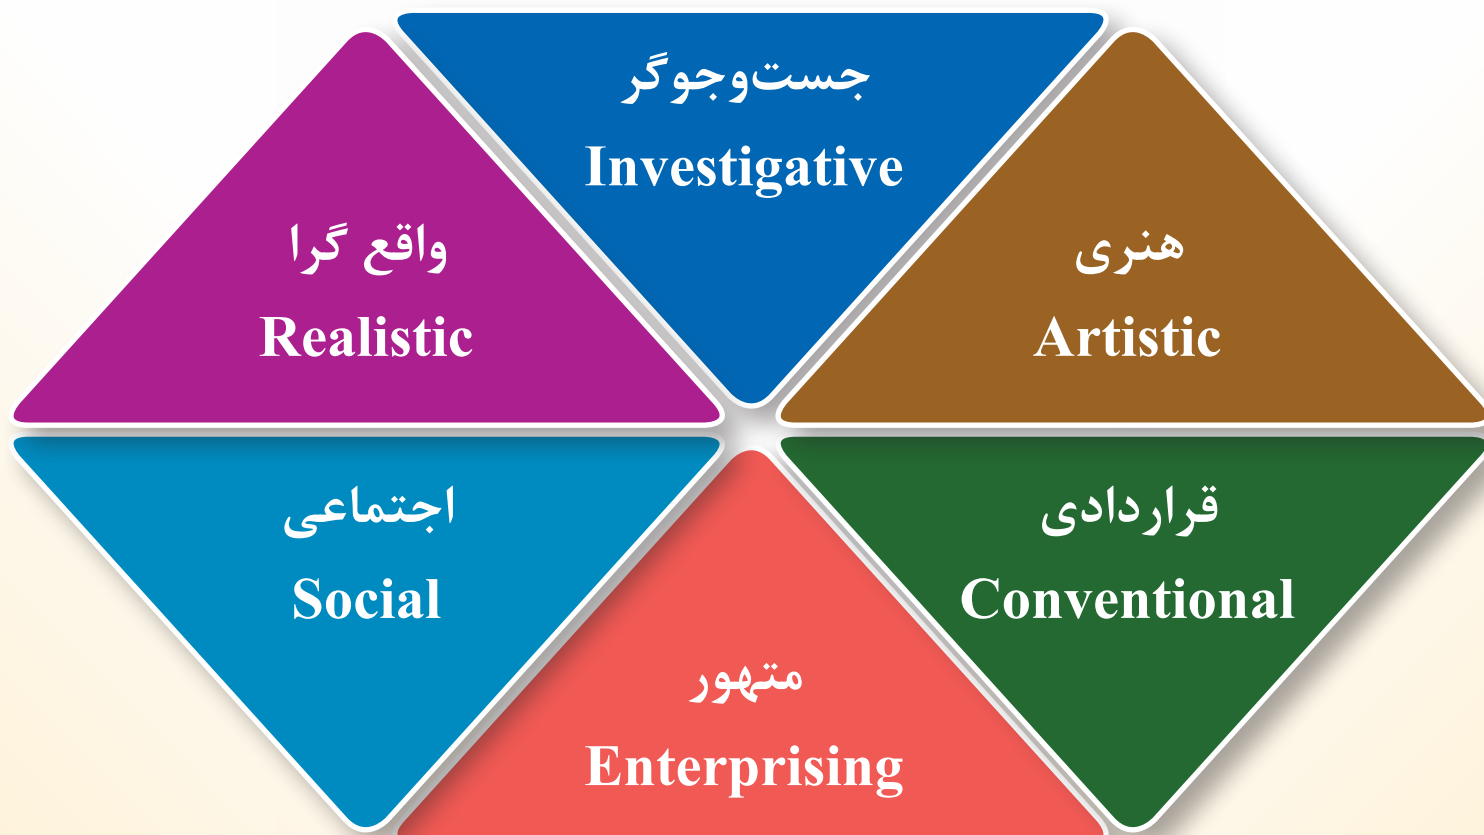 جست‌وجوگر
Investigative
واقع گرا
Realistic
هنری
Artistic
اجتماعی
Social
قراردادی
Conventional
متهور
Enterprising